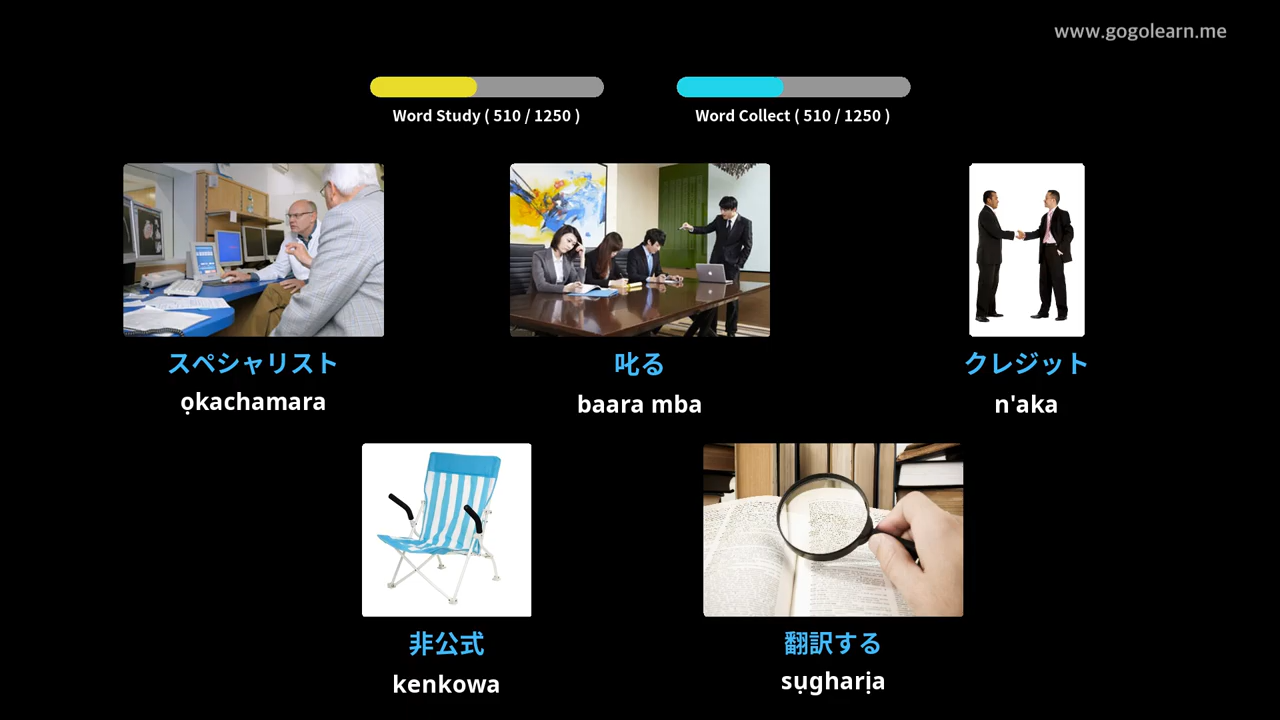 www.gogolearn.me
Word Study ( 510 / 1250 )
Word Collect ( 510 / 1250 )
スペシャリスト
ọkachamara
叱る
baara mba
クレジット
n'aka
非公式
kenkowa
翻訳する
sụgharịa